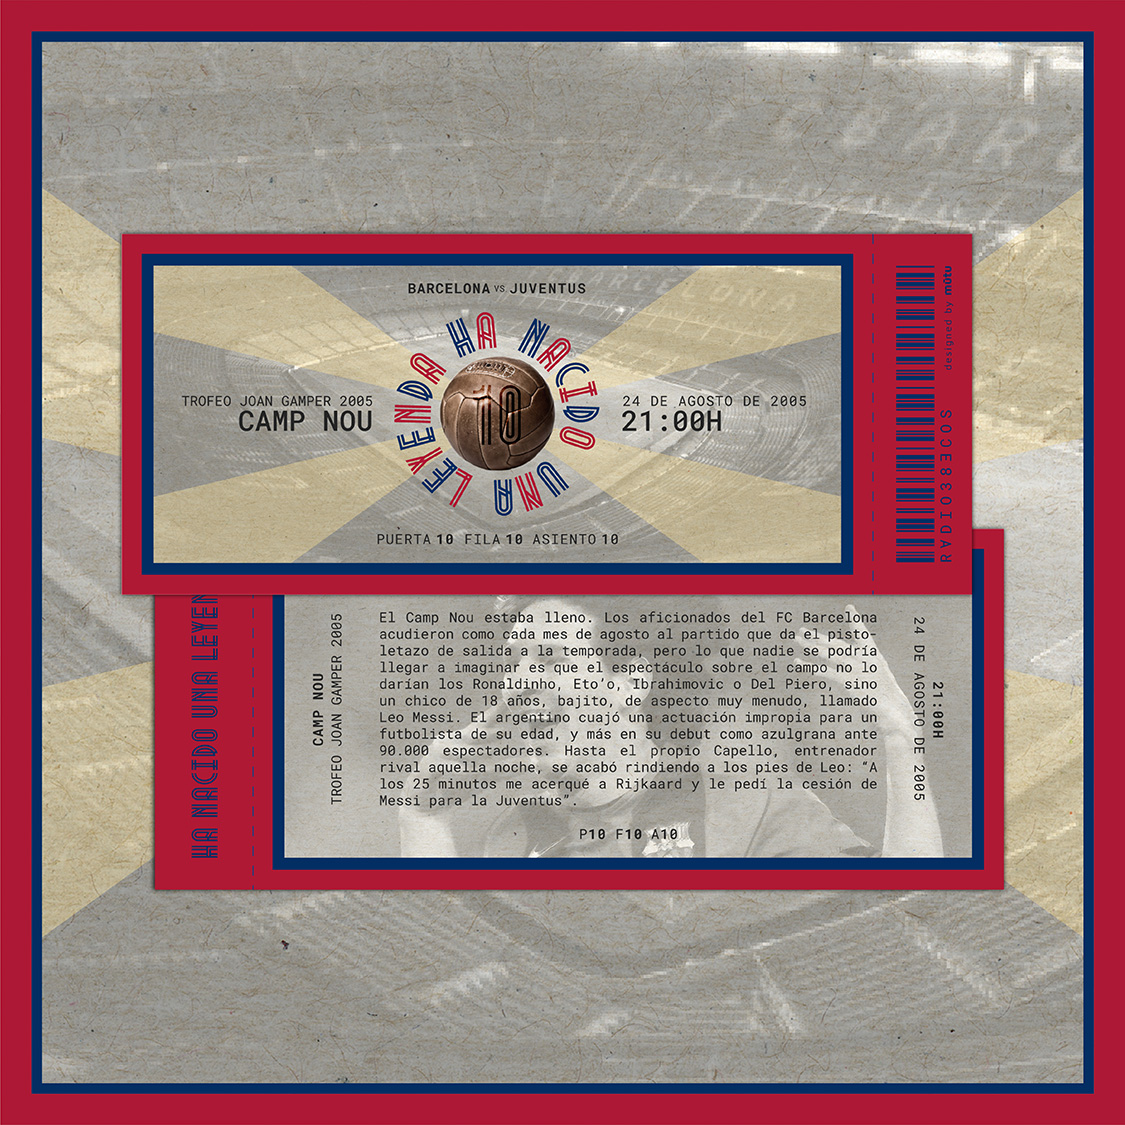 BARCELONA VS. JUVENTUS
HA NACIDO UNA LEYENDA
10
TROFEO JOAN GAMPER 2005
CAMP NOU
24 DE AGOSTO DE 2005
21:00H
PUERTA 10 FILA 10 ASIENTO 10
designed by mötu
RADIO83ECOS
HA NACIDO UNA LEYEN
CAMP NOU
TROFEO JOAN GAMPER 2005
El Camp Nou estaba lleno. Los aficionados del FC Barcelona
acudieron como cada mes de agosto al partido que da el pisto-
letazo de salida a la temporada, pero lo que nadie se podría
llegar a imaginar es que el espectáculo sobre el campo no lo
darían los Ronaldinho, Eto’o, Ibrahimovic o Del Piero, sino
un chico de 18 años, bajito, de aspecto muy menudo, llamado
Leo Messi. El argentino cuajó una actuación impropia para un
futbolista de su edad, y más en su debut como azulgrana ante
90.000 espectadores. Hasta el propio Capello, entrenador
rival aquella noche, se acabó rindiendo a los pies de Leo: “A
los 25 minutos me acerqué a Rijkaard y le pedí la cesión de
Messi para la Juventus”.
P10 F10 A10
21:00H
24 DE AGOSTO DE 2005